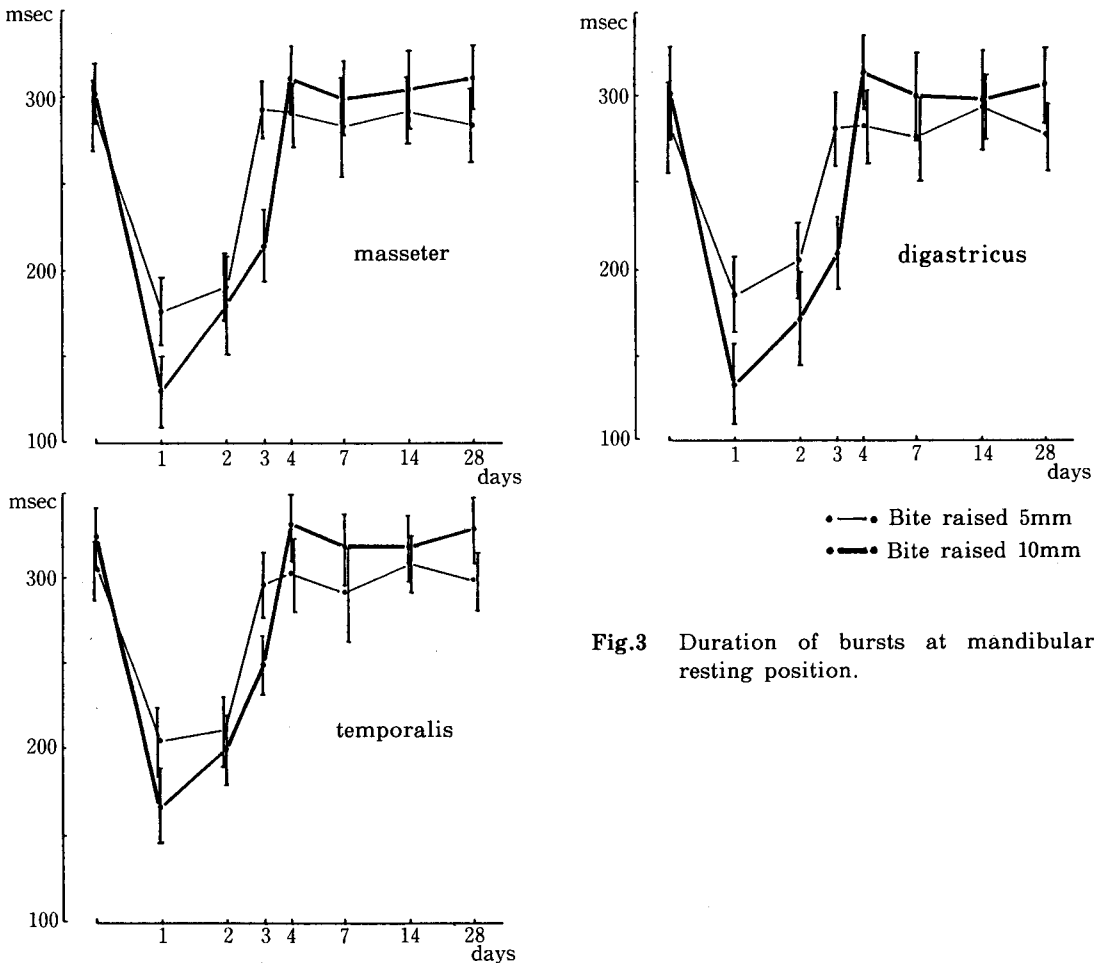 msec
300
200
100
masseter
1 2 3 4 7 14 28
days
msec
300
200
100
digastricus
1 2 3 4 7 14 28
days
Bite raised 5mm
Bite raised 10mm
msec
300
200
100
temporalis
1 2 3 4 7 14 28
days
Fig.3 Duration of bursts at mandibular
resting position.